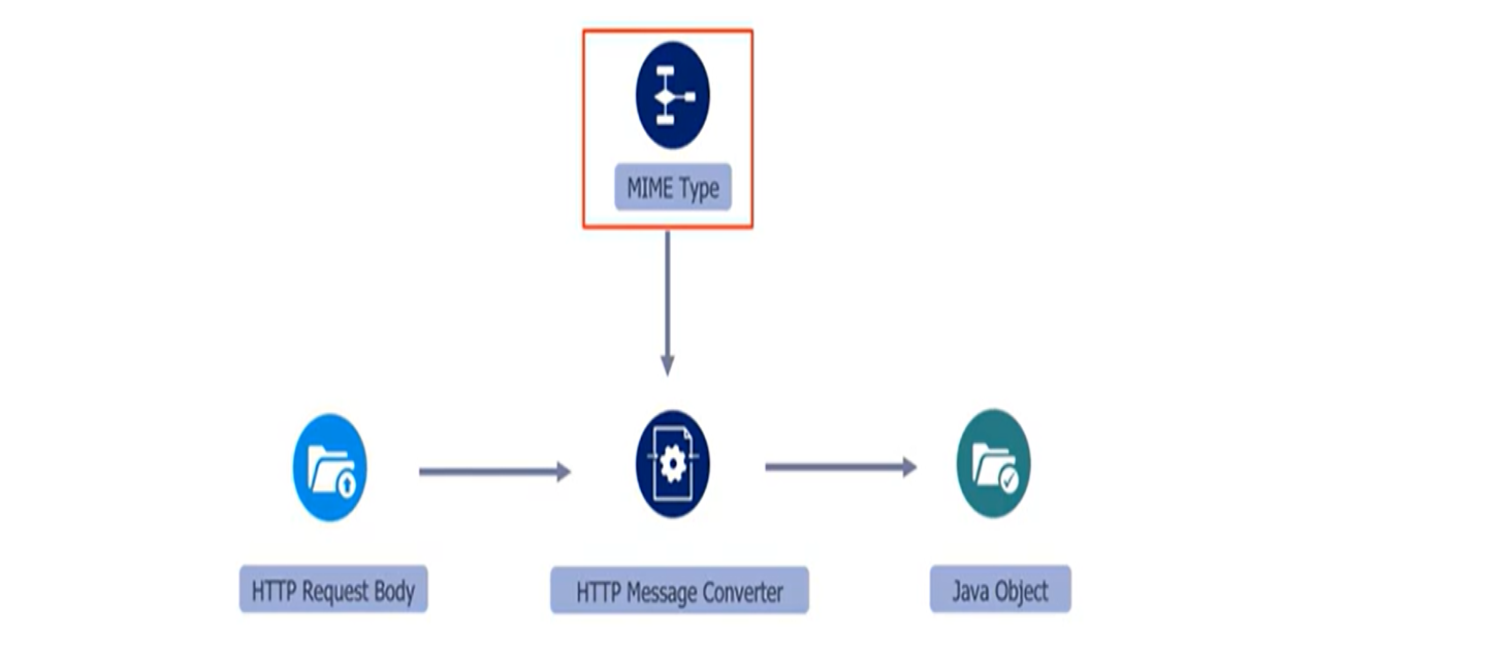 MIME Type
HTTP Request Body
HTTP Message Converter
Java Object